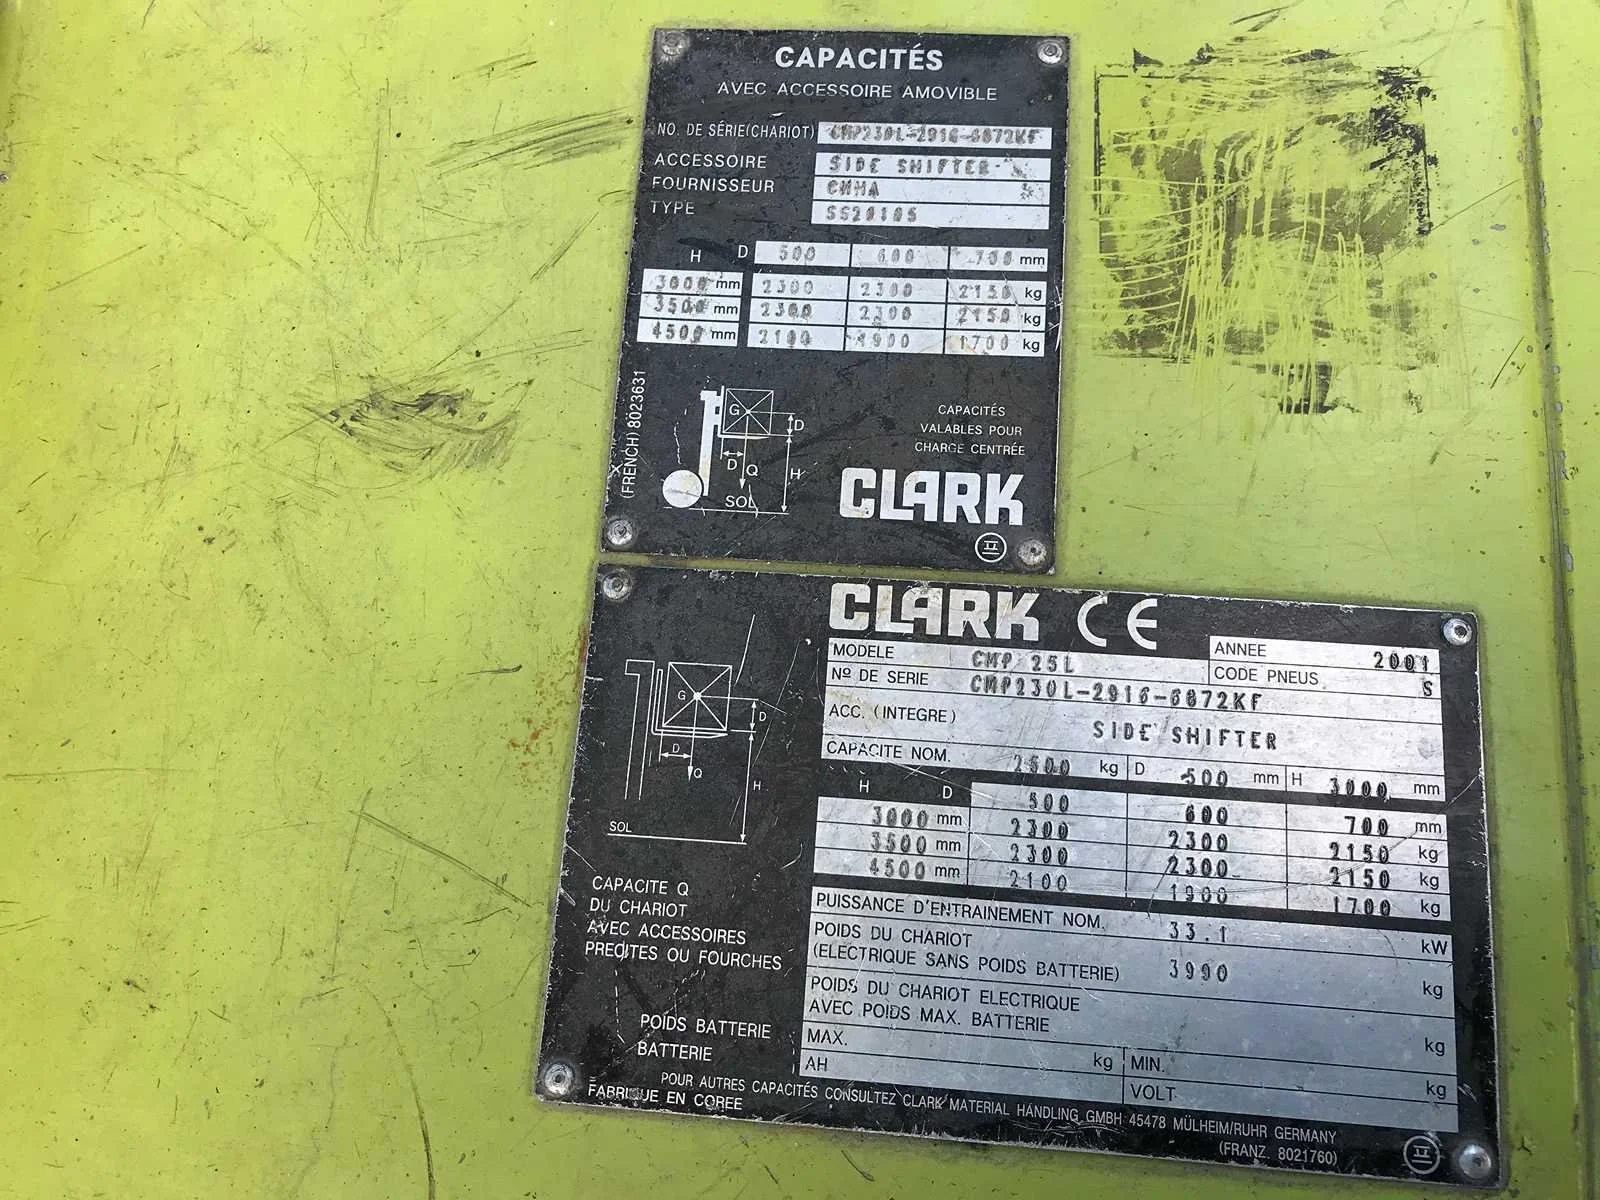 CAPACITÉS
AVEC ACCESSOIRE AMOVIBLE
NO. DE SÉRIE(CHARIOT) CMP230L-2916-6872KF
ACCESSOIRE SIDE SHIFTER
FOURNISSEUR CMHA
TYPE SS20105
H D 500 600 700 mm
3000 mm 2300 2300 2150 kg
3500 mm 2300 2300 2150 kg
4500 mm 2100 1900 1700 kg
(FRENCH) 8023631
G
D
D
Q
H
SOL
CAPACITÉS
VALABLES POUR
CHARGE CENTRÉE
CLARK
CLARK CE
MODELE CMP 25L ANNEE 2001
Nº DE SERIE CMP230L-2916-6872KF CODE PNEUS S
ACC. (INTEGRE) SIDE SHIFTER
CAPACITE NOM. 2500 kg D 500 mm H 3000 mm
H D 500 600 700 mm
3000 mm 2300 2300 2150 kg
3500 mm 2300 2300 2150 kg
4500 mm 2100 1900 1700 kg
PUISSANCE D'ENTRAINEMENT NOM. 33.1 kW
POIDS DU CHARIOT
(ELECTRIQUE SANS POIDS BATTERIE) 3990 kg
POIDS DU CHARIOT ELECTRIQUE
AVEC POIDS MAX. BATTERIE kg
MAX. kg MIN. kg
AH VOLT
G
D
D
Q
H
SOL
CAPACITE Q
DU CHARIOT
AVEC ACCESSOIRES
PRECITES OU FOURCHES
POIDS BATTERIE
BATTERIE
POUR AUTRES CAPACITÉS CONSULTEZ CLARK MATERIAL HANDLING GMBH 45478 MÜLHEIM/RUHR GERMANY
FABRIQUE EN COREE
(FRANZ. 8021760)